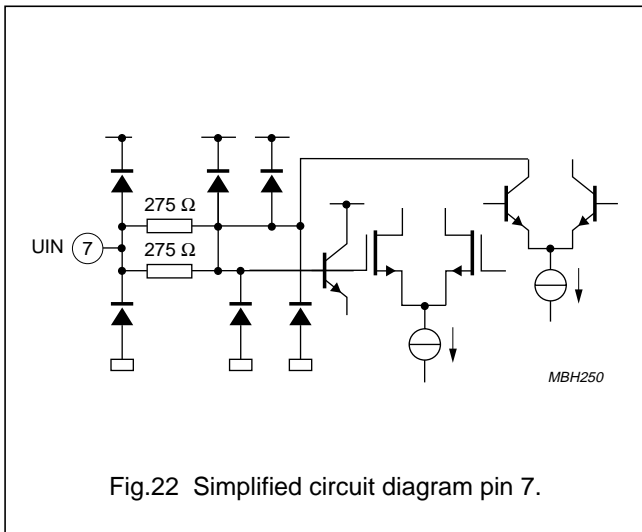 275 Ω
UIN 7
275 Ω
MBH250
Fig.22 Simplified circuit diagram pin 7.